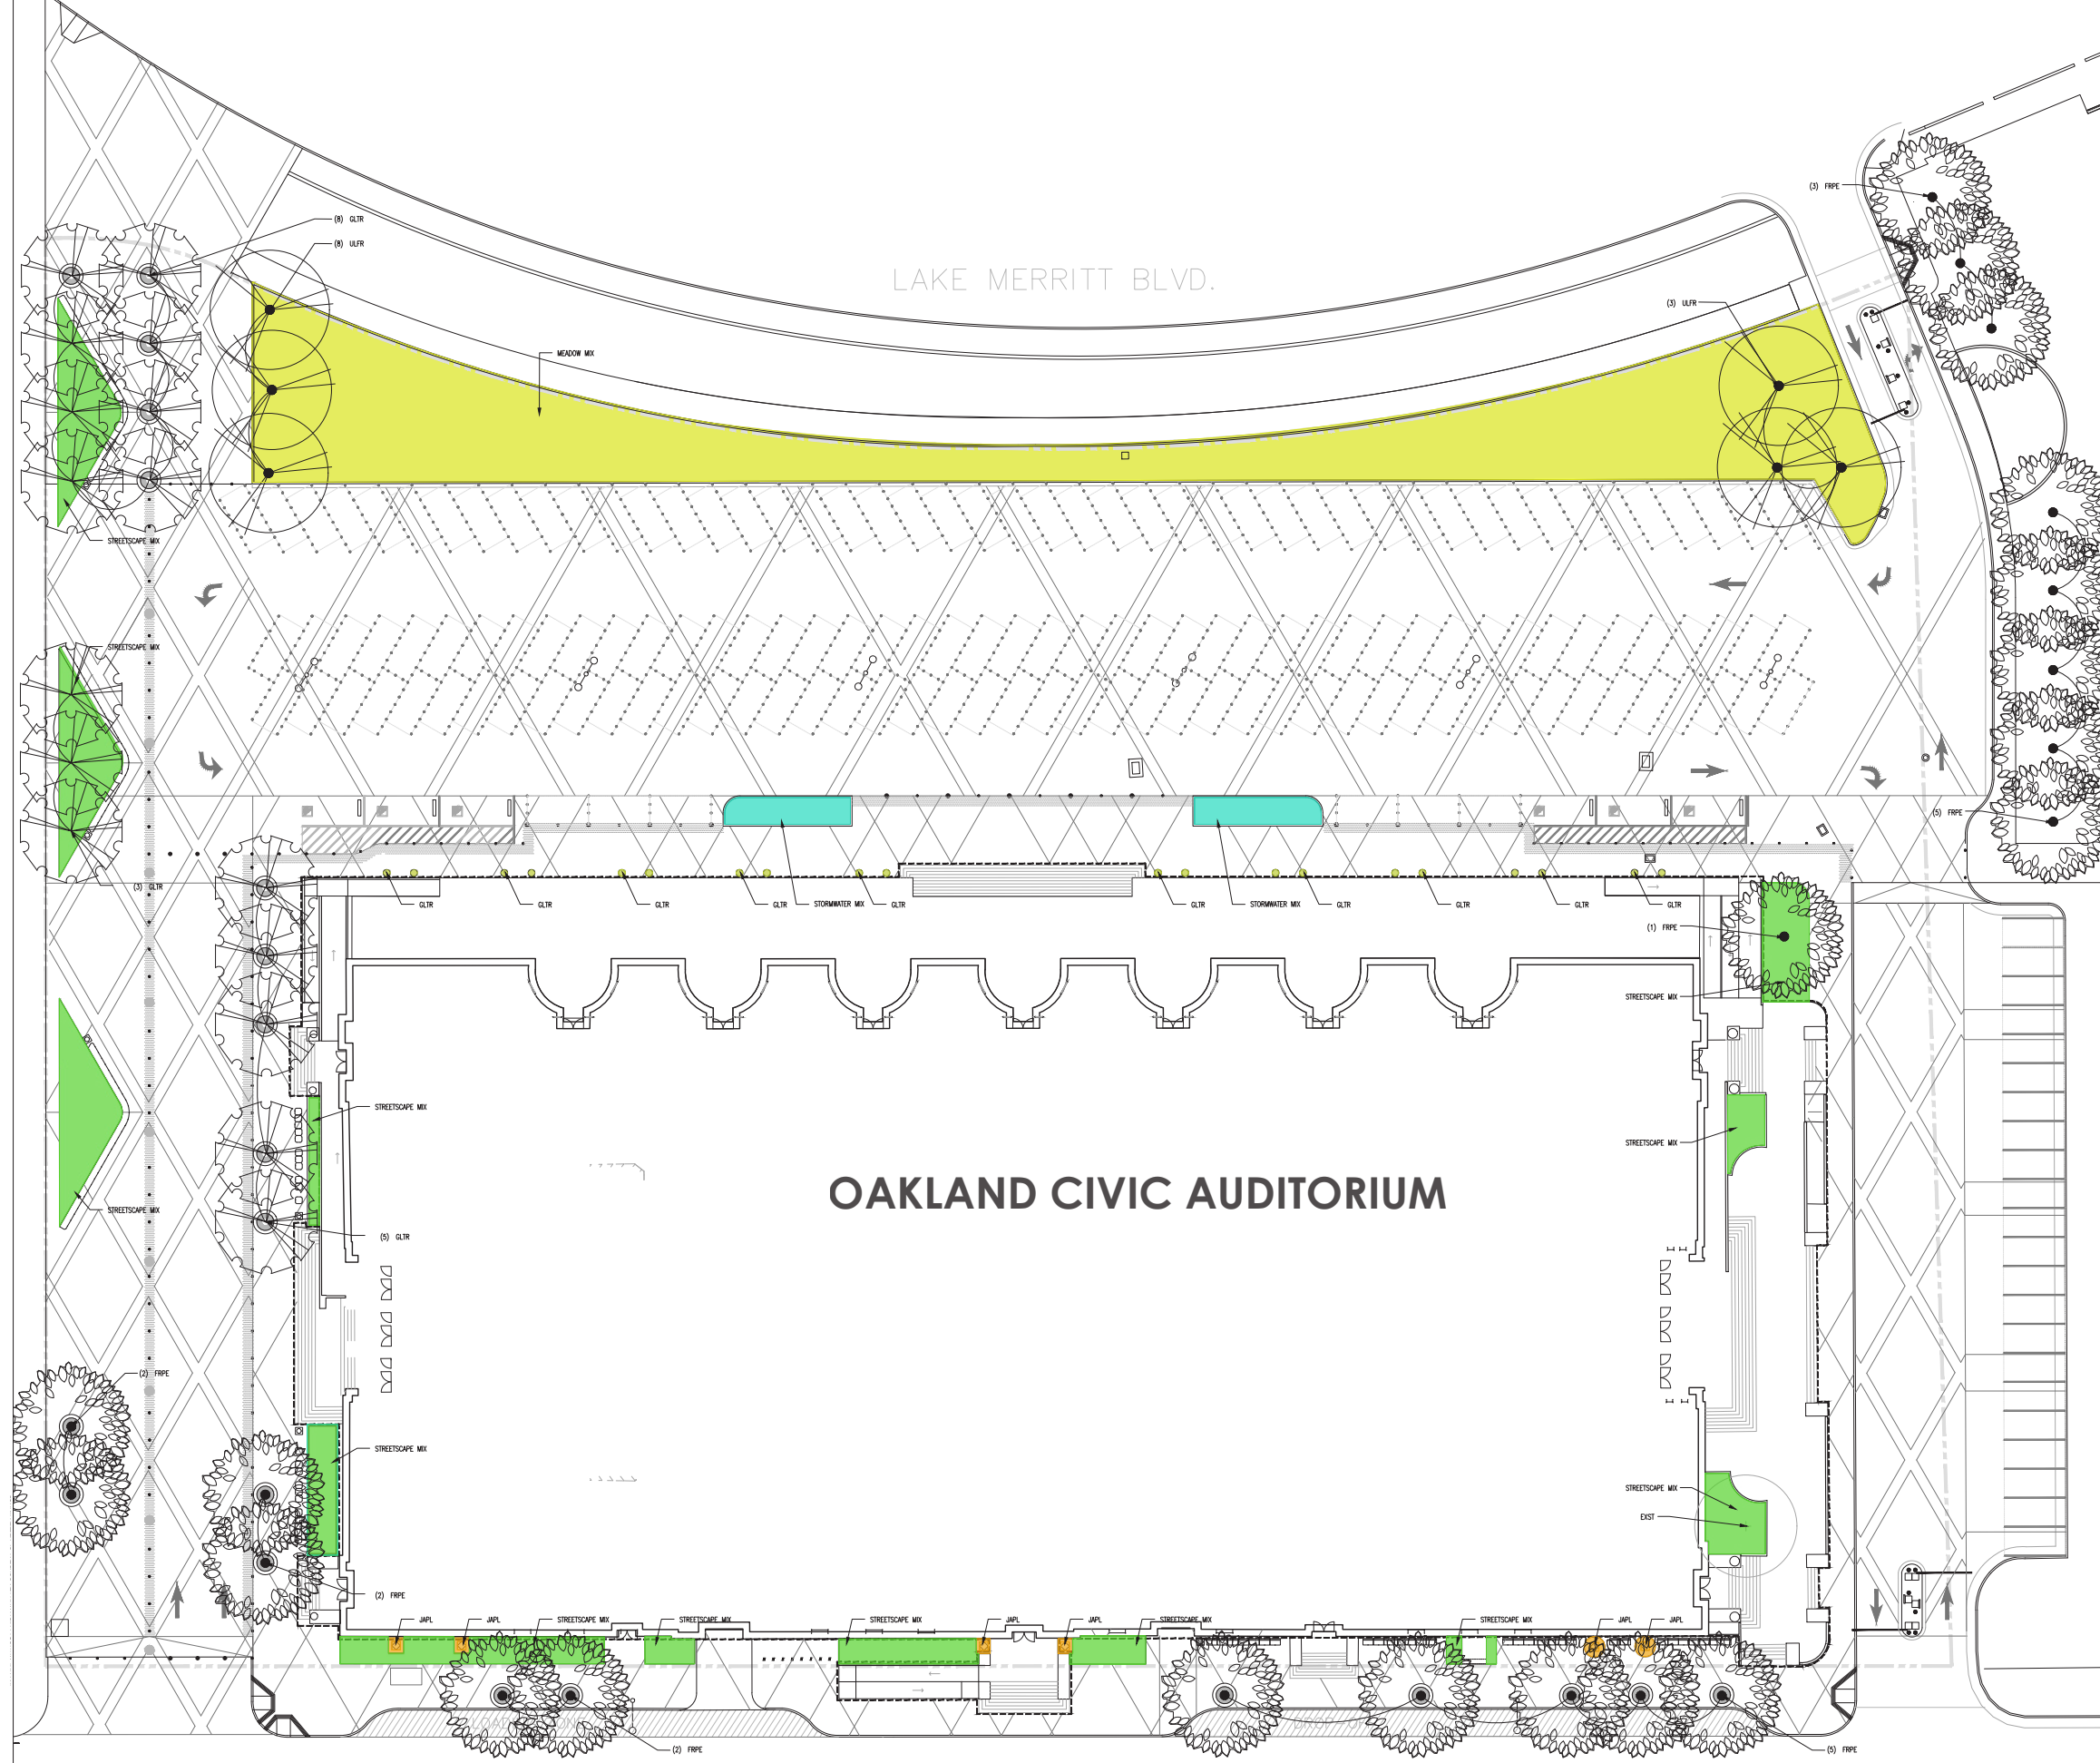 (3) FRPE
(8) GLTR
(8) ULFR
LAKE MERRITT BLVD.
(3) ULFR
MEADOW MIX
STREETSCAPE MIX
STREETSCAPE MIX
(5) FRPE
(3) GLTR
GLTR
GLTR
GLTR
GLTR
STORMWATER MIX
GLTR
GLTR
STORMWATER MIX
GLTR
GLTR
GLTR
GLTR
(1) FRPE
STREETSCAPE MIX
STREETSCAPE MIX
STREETSCAPE MIX
OAKLAND CIVIC AUDITORIUM
STREETSCAPE MIX
(5) GLTR
(2) FRPE
STREETSCAPE MIX
STREETSCAPE MIX
EXST
(2) FRPE
JAPL
JAPL
STREETSCAPE MIX
STREETSCAPE MIX
STREETSCAPE MIX
JAPL
JAPL
STREETSCAPE MIX
STREETSCAPE MIX
JAPL
JAPL
(2) FRPE
(5) FRPE